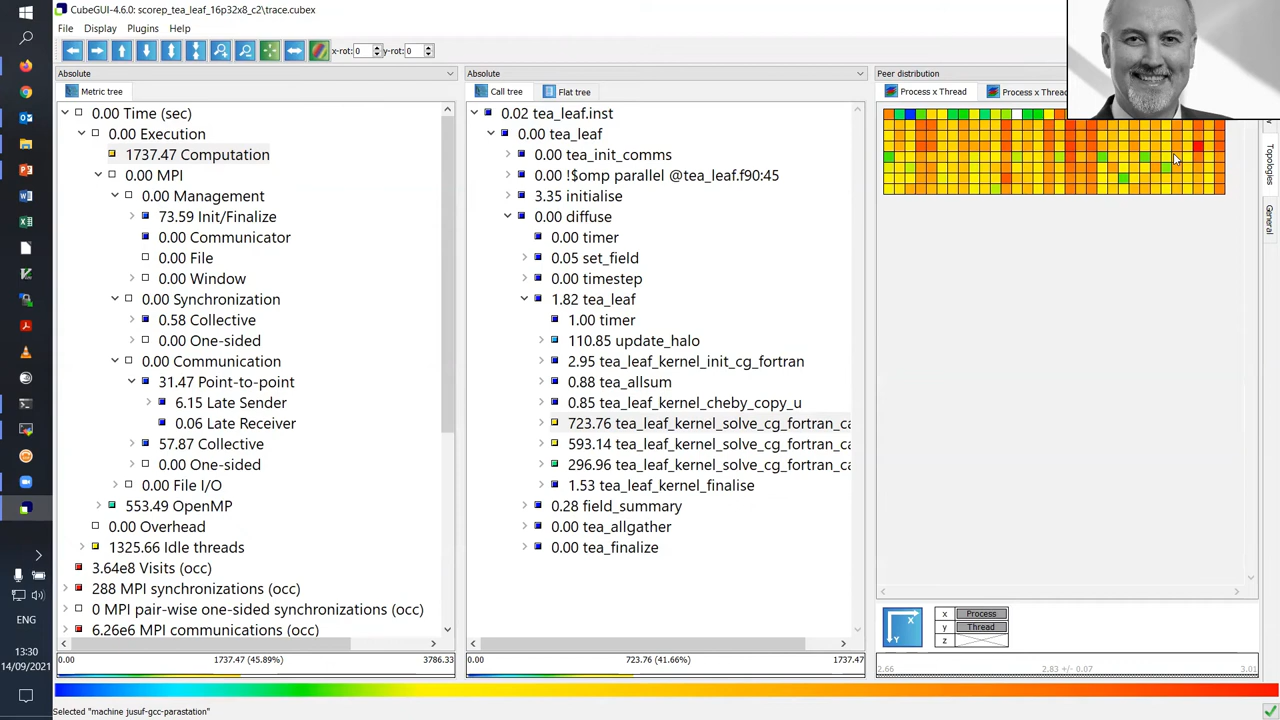 CubeGUI-4.6.0: scorep_tea_leaf_16p32x8_c2\trace.cubex
File Display Plugins Help
x-rot: 0 y-rot: 0
Absolute
Metric tree
0.00 Time (sec)
0.00 Execution
1737.47 Computation
0.00 MPI
0.00 Management
73.59 Init/Finalize
0.00 Communicator
0.00 File
0.00 Window
0.00 Synchronization
0.58 Collective
0.00 One-sided
0.00 Communication
31.47 Point-to-point
6.15 Late Sender
0.06 Late Receiver
57.87 Collective
0.00 One-sided
0.00 File I/O
553.49 OpenMP
0.00 Overhead
1325.66 Idle threads
3.64e8 Visits (occ)
288 MPI synchronizations (occ)
0 MPI pair-wise one-sided synchronizations (occ)
6.26e6 MPI communications (occ)
0.00 1737.47 (45.89%) 3786.33
Absolute
Call tree Flat tree
0.02 tea_leaf.inst
0.00 tea_leaf
0.00 tea_init_comms
0.00 !$omp parallel @tea_leaf.f90:45
3.35 initialise
0.00 diffuse
0.00 timer
0.05 set_field
0.00 timestep
1.82 tea_leaf
1.00 timer
110.85 update_halo
2.95 tea_leaf_kernel_init_cg_fortran
0.88 tea_allsum
0.85 tea_leaf_kernel_cheby_copy_u
723.76 tea_leaf_kernel_solve_cg_fortran_ca
593.14 tea_leaf_kernel_solve_cg_fortran_ca
296.96 tea_leaf_kernel_solve_cg_fortran_ca
1.53 tea_leaf_kernel_finalise
0.28 field_summary
0.00 tea_allgather
0.00 tea_finalize
0.00 723.76 (41.66%) 1737.47
Peer distribution
Process x Thread Process x Threa
Topologies
General
x Process
y Thread
z
X
Y
2.66 2.83 +/- 0.07 3.01
ENG
13:30
14/09/2021
Selected "machine jusuf-gcc-parastation"